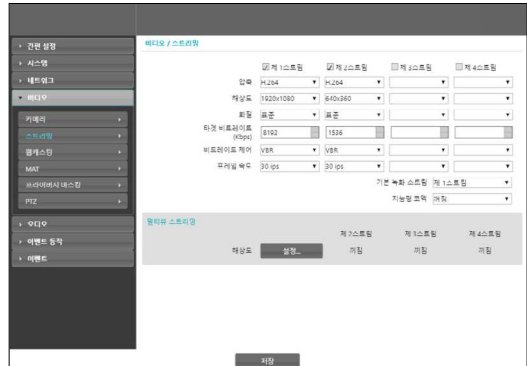 비디오 / 스트리밍
간편 설정
시스템
네트워크
비디오
카메라
스트리밍
웹캐스팅
MAT
프라이버시 마스킹
PTZ
오디오
이벤트 동작
이벤트
제 1스트림 제 2스트림 제 3스트림 제 4스트림
압축 H.264 H.264
해상도 1920x1080 640x360
화질 표준 표준
타겟 비트레이트 (Kbps) 8192 1536
비트레이트 제어 VBR VBR
프레임 속도 30 ips 30 ips
기본 녹화 스트림 제 1스트림
지능형 코덱 꺼짐
멀티뷰 스트리밍
제 2스트림 제 3스트림 제 4스트림
해상도 설정... 꺼짐 꺼짐 꺼짐
저장